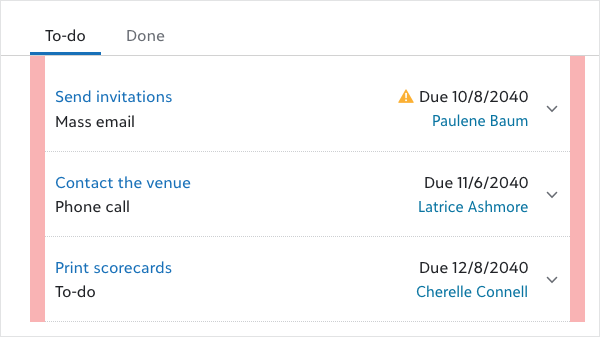 To-do Done
Send invitations Due 10/8/2040
Mass email Paulene Baum
Contact the venue Due 11/6/2040
Phone call Latrice Ashmore
Print scorecards Due 12/8/2040
To-do Cherelle Connell